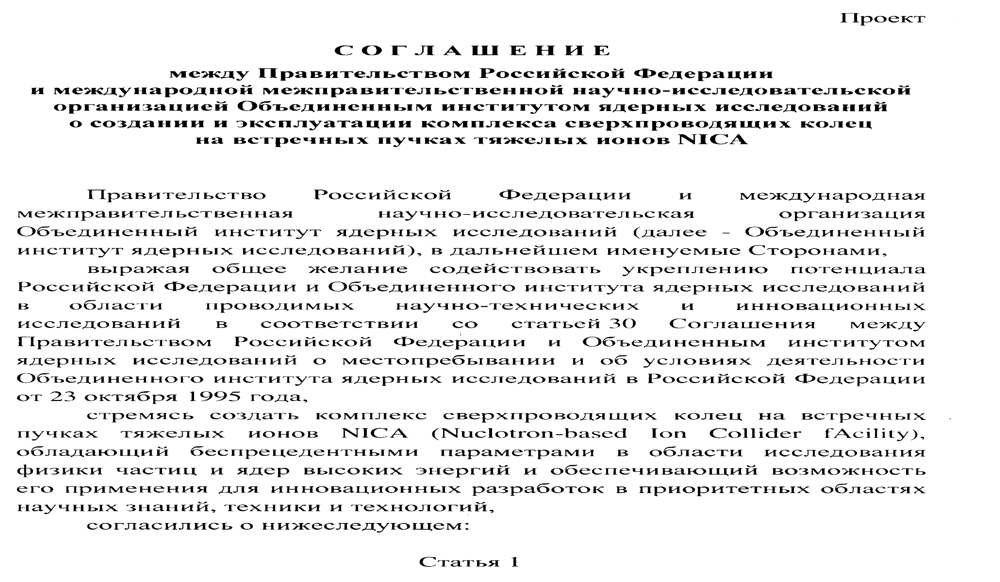 Проект
СОГЛАШЕНИЕ
между Правительством Российской Федерации
и международной межправительственной научно-исследовательской
организацией Объединенным институтом ядерных исследований
о создании и эксплуатации комплекса сверхпроводящих колец
на встречных пучках тяжелых ионов NICA
Правительство Российской Федерации и международная
межправительственная научно-исследовательская организация
Объединенный институт ядерных исследований (далее - Объединенный
институт ядерных исследований), в дальнейшем именуемые Сторонами,
выражая общее желание содействовать укреплению потенциала
Российской Федерации и Объединенного института ядерных исследований
в области проводимых научно-технических и инновационных
исследований в соответствии со статьей 30 Соглашения между
Правительством Российской Федерации и Объединенным институтом
ядерных исследований о местопребывании и об условиях деятельности
Объединенного института ядерных исследований в Российской Федерации
от 23 октября 1995 года,
стремясь создать комплекс сверхпроводящих колец на встречных
пучках тяжелых ионов NICA (Nuclotron-based Ion Collider fAcility),
обладающий беспрецедентными параметрами в области исследования
физики частиц и ядер высоких энергий и обеспечивающий возможность
его применения для инновационных разработок в приоритетных областях
научных знаний, техники и технологий,
согласились о нижеследующем:
Статья 1